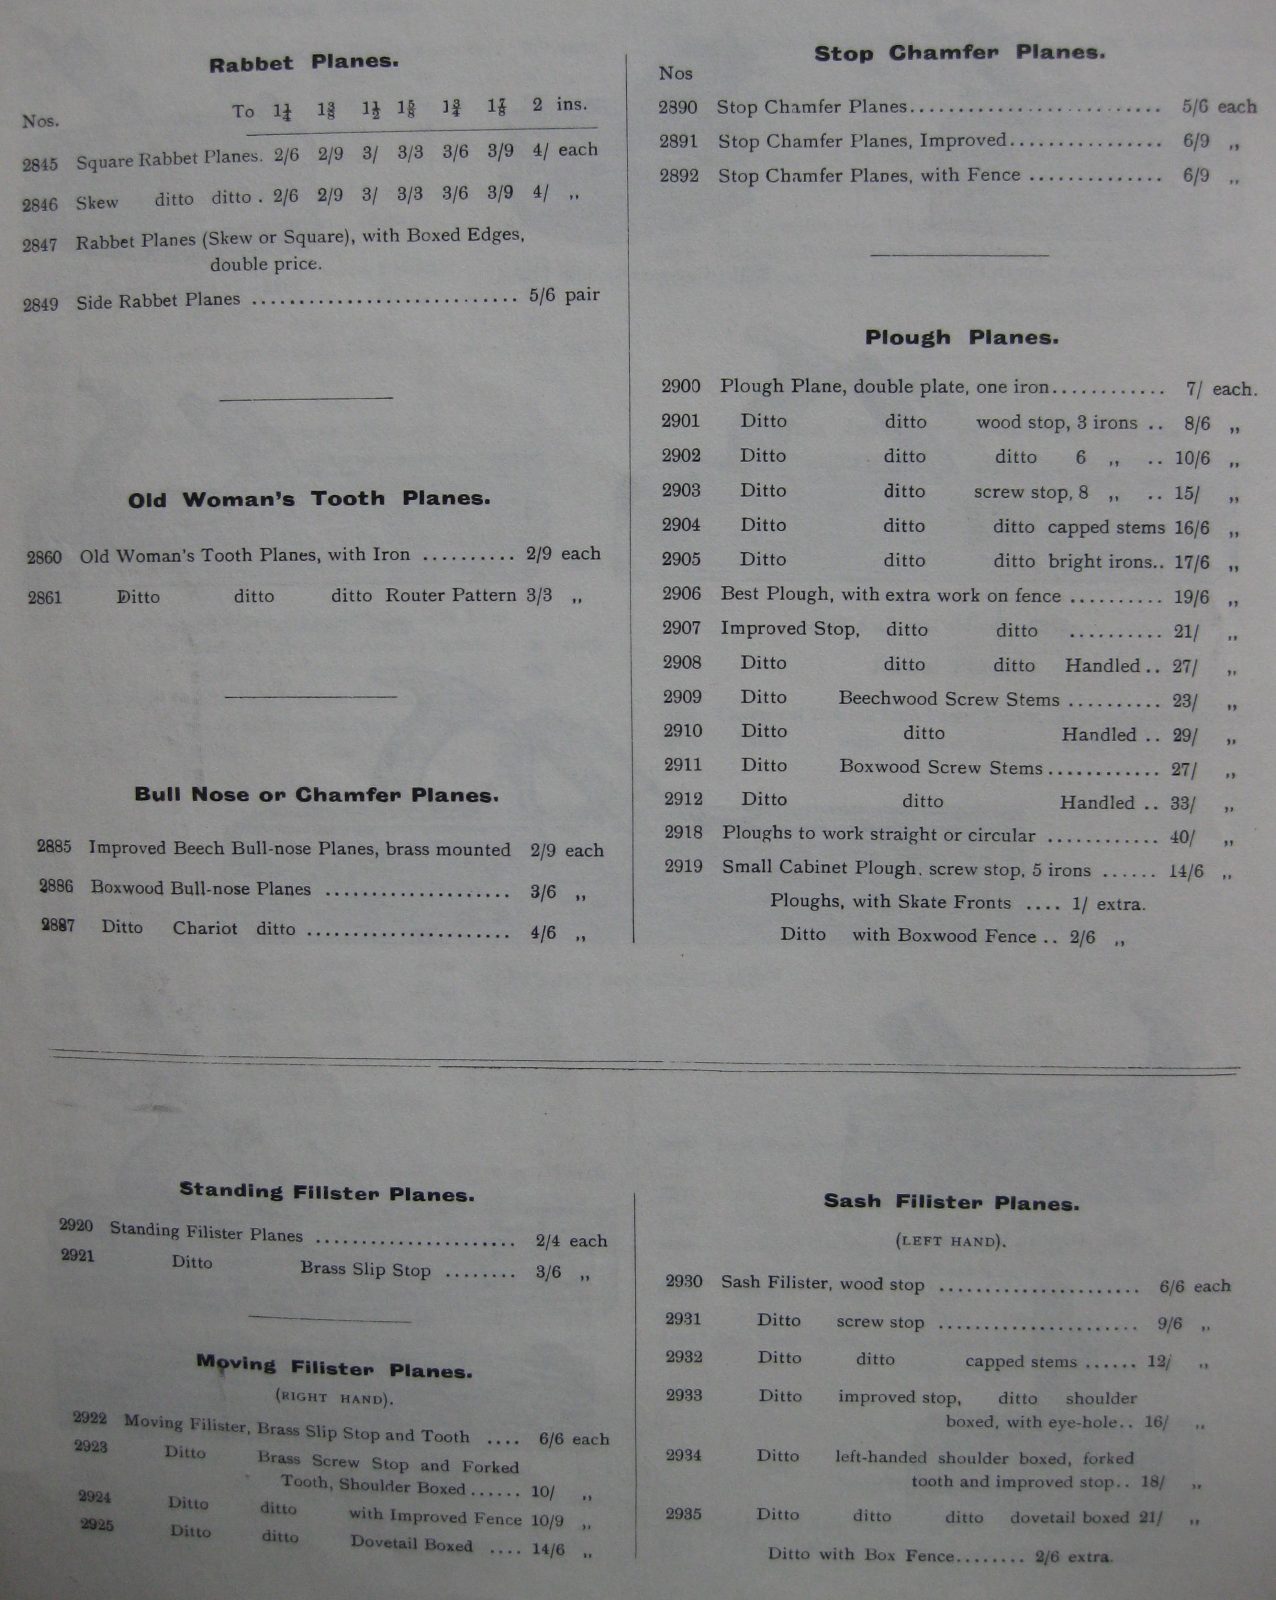 Rabbet Planes.
Nos. To 1¼ 1⅜ 1½ 1⅝ 1¾ 1⅞ 2 ins.
2845 Square Rabbet Planes. 2/6 2/9 3/ 3/3 3/6 3/9 4/ each
2846 Skew ditto ditto . 2/6 2/9 3/ 3/3 3/6 3/9 4/ „
2847 Rabbet Planes (Skew or Square), with Boxed Edges,
double price.
2849 Side Rabbet Planes ............................ 5/6 pair
Old Woman's Tooth Planes.
2860 Old Woman's Tooth Planes, with Iron .......... 2/9 each
2861 Ditto ditto ditto Router Pattern 3/3 „
Bull Nose or Chamfer Planes.
2885 Improved Beech Bull-nose Planes, brass mounted 2/9 each
2886 Boxwood Bull-nose Planes .................... 3/6 „
2887 Ditto Chariot ditto ...................... 4/6 „
Stop Chamfer Planes.
Nos
2890 Stop Chamfer Planes........................... 5/6 each
2891 Stop Chamfer Planes, Improved................ 6/9 „
2892 Stop Chamfer Planes, with Fence .............. 6/9 „
Plough Planes.
2900 Plough Plane, double plate, one iron............ 7/ each.
2901 Ditto ditto wood stop, 3 irons .. 8/6 „
2902 Ditto ditto ditto 6 „ .. 10/6 „
2903 Ditto ditto screw stop, 8 „ .. 15/ „
2904 Ditto ditto ditto capped stems 16/6 „
2905 Ditto ditto ditto bright irons.. 17/6 „
2906 Best Plough, with extra work on fence .......... 19/6 „
2907 Improved Stop, ditto ditto .......... 21/ „
2908 Ditto ditto ditto Handled .. 27/ „
2909 Ditto Beechwood Screw Stems .......... 23/ „
2910 Ditto ditto Handled .. 29/ „
2911 Ditto Boxwood Screw Stems............ 27/ „
2912 Ditto ditto Handled .. 33/ „
2918 Ploughs to work straight or circular ............ 40/ „
2919 Small Cabinet Plough, screw stop, 5 irons ...... 14/6 „
Ploughs, with Skate Fronts .... 1/ extra.
Ditto with Boxwood Fence .. 2/6 „
Standing Filister Planes.
2920 Standing Filister Planes ...................... 2/4 each
2921 Ditto Brass Slip Stop ........ 3/6 „
Moving Filister Planes.
(RIGHT HAND).
2922 Moving Filister, Brass Slip Stop and Tooth .... 6/6 each
2923 Ditto Brass Screw Stop and Forked
Tooth, Shoulder Boxed ...... 10/ „
2924 Ditto ditto with Improved Fence 10/9 „
2925 Ditto ditto Dovetail Boxed .... 14/6 „
Sash Filister Planes.
(LEFT HAND).
2930 Sash Filister, wood stop ...................... 6/6 each
2931 Ditto screw stop ...................... 9/6 „
2932 Ditto ditto capped stems ...... 12/ „
2933 Ditto improved stop, ditto shoulder
boxed, with eye-hole.. 16/ „
2934 Ditto left-handed shoulder boxed, forked
tooth and improved stop.. 18/ „
2935 Ditto ditto ditto dovetail boxed 21/ „
Ditto with Box Fence........ 2/6 extra.